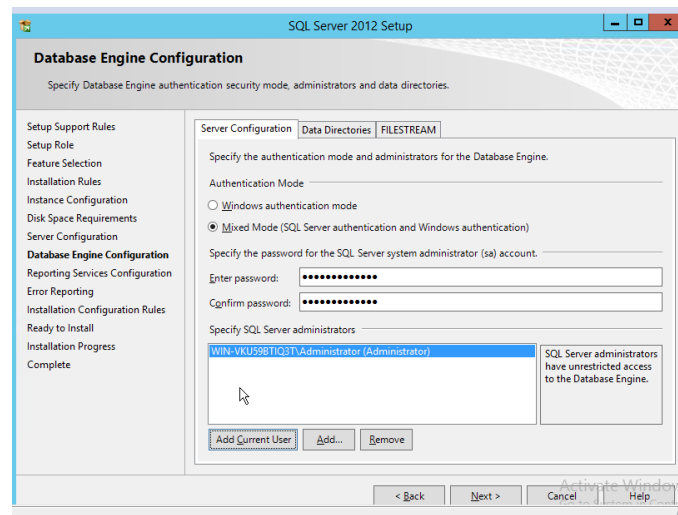 SQL Server 2012 Setup
Database Engine Configuration
Specify Database Engine authentication security mode, administrators and data directories.
Setup Support Rules
Setup Role
Feature Selection
Installation Rules
Instance Configuration
Disk Space Requirements
Server Configuration
Database Engine Configuration
Reporting Services Configuration
Error Reporting
Installation Configuration Rules
Ready to Install
Installation Progress
Complete
Server Configuration Data Directories FILESTREAM
Specify the authentication mode and administrators for the Database Engine.
Authentication Mode
Windows authentication mode
Mixed Mode (SQL Server authentication and Windows authentication)
Specify the password for the SQL Server system administrator (sa) account.
Enter password: ●●●●●●●●●●●●●
Confirm password: ●●●●●●●●●●●●●
Specify SQL Server administrators
WIN-VKU59BTIQ3T\Administrator (Administrator)
SQL Server administrators
have unrestricted access
to the Database Engine.
Add Current User Add... Remove
Activate Window
< Back Next > Cancel Help